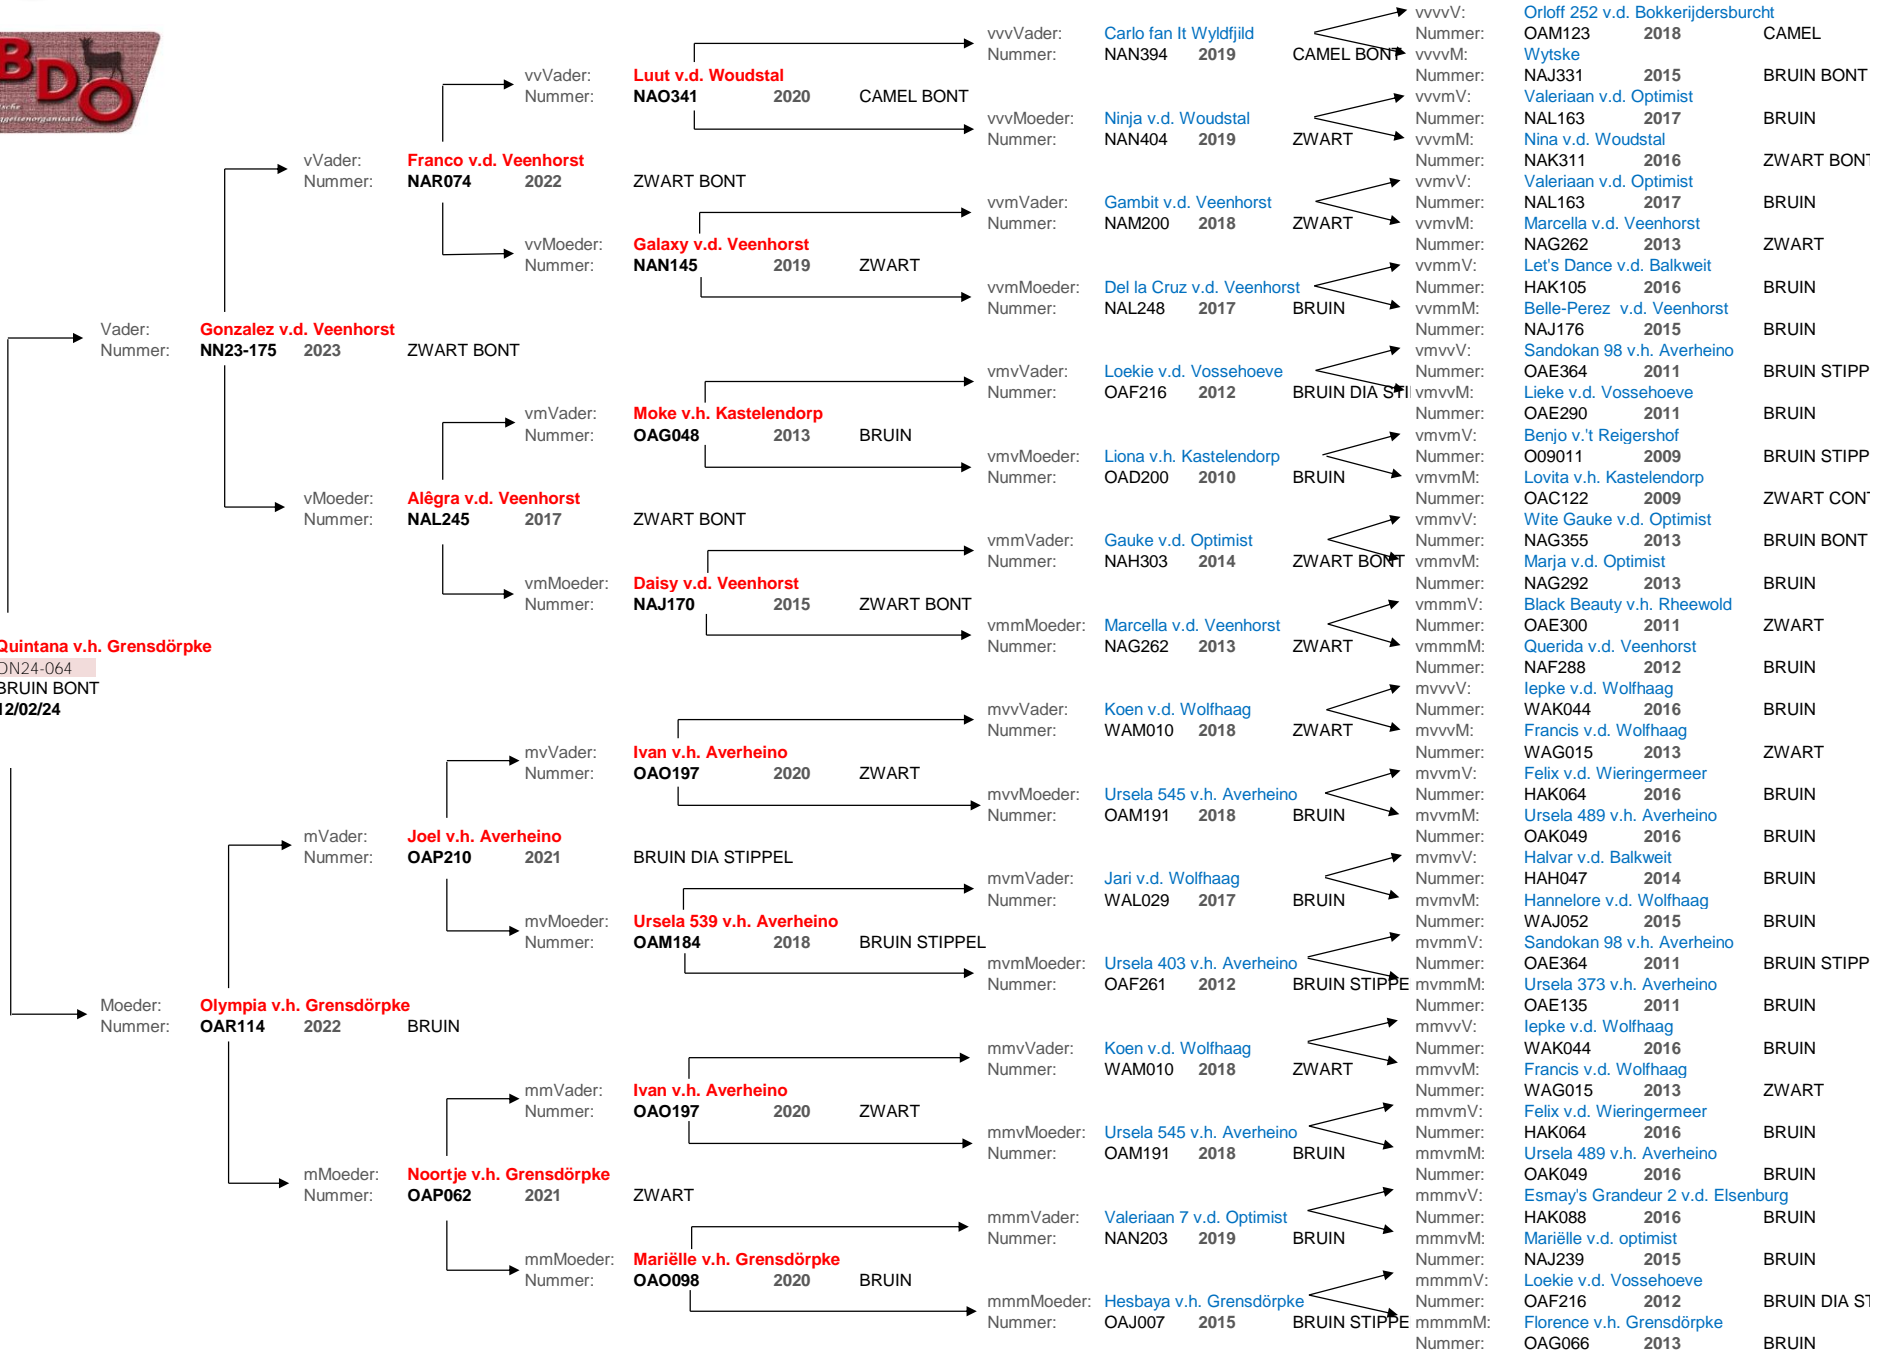 BDO
Quintana v.h. Grensdörpke
ON24-064
BRUIN BONT
12/02/24
Vader: Gonzalez v.d. Veenhorst
Nummer: NN23-175 2023 ZWART BONT
Moeder: Olympia v.h. Grensdörpke
Nummer: OAR114 2022 BRUIN
vVader: Franco v.d. Veenhorst
Nummer: NAR074 2022 ZWART BONT
vMoeder: Alêgra v.d. Veenhorst
Nummer: NAL245 2017 ZWART BONT
mVader: Joel v.h. Averheino
Nummer: OAP210 2021 BRUIN DIA STIPPEL
mMoeder: Noortje v.h. Grensdörpke
Nummer: OAP062 2021 ZWART
vvVader: Luut v.d. Woudstal
Nummer: NAO341 2020 CAMEL BONT
vvMoeder: Galaxy v.d. Veenhorst
Nummer: NAN145 2019 ZWART
vmVader: Moke v.h. Kastelendorp
Nummer: OAG048 2013 BRUIN
vmMoeder: Daisy v.d. Veenhorst
Nummer: NAJ170 2015 ZWART BONT
mvVader: Ivan v.h. Averheino
Nummer: OAO197 2020 ZWART
mvMoeder: Ursela 539 v.h. Averheino
Nummer: OAM184 2018 BRUIN STIPPEL
mmVader: Ivan v.h. Averheino
Nummer: OAO197 2020 ZWART
mmMoeder: Mariëlle v.h. Grensdörpke
Nummer: OAO098 2020 BRUIN
vvvVader: Carlo fan It Wyldfjild
Nummer: NAN394 2019 CAMEL BONT
vvvMoeder: Ninja v.d. Woudstal
Nummer: NAN404 2019 ZWART
vvmVader: Gambit v.d. Veenhorst
Nummer: NAM200 2018 ZWART
vvmMoeder: Del la Cruz v.d. Veenhorst
Nummer: NAL248 2017 BRUIN
vmvVader: Loekie v.d. Vossehoeve
Nummer: OAF216 2012 BRUIN DIA STI
vmvMoeder: Liona v.h. Kastelendorp
Nummer: OAD200 2010 BRUIN
vmmVader: Gauke v.d. Optimist
Nummer: NAH303 2014 ZWART BONT
vmmMoeder: Marcella v.d. Veenhorst
Nummer: NAG262 2013 ZWART
mvvVader: Koen v.d. Wolfhaag
Nummer: WAM010 2018 ZWART
mvvMoeder: Ursela 545 v.h. Averheino
Nummer: OAM191 2018 BRUIN
mvmVader: Jari v.d. Wolfhaag
Nummer: WAL029 2017 BRUIN
mvmMoeder: Ursela 403 v.h. Averheino
Nummer: OAF261 2012 BRUIN STIPPE
mmvVader: Koen v.d. Wolfhaag
Nummer: WAM010 2018 ZWART
mmvMoeder: Ursela 545 v.h. Averheino
Nummer: OAM191 2018 BRUIN
mmmVader: Valeriaan 7 v.d. Optimist
Nummer: NAN203 2019 BRUIN
mmmMoeder: Hesbaya v.h. Grensdörpke
Nummer: OAJ007 2015 BRUIN STIPPE
vvvvV: Orloff 252 v.d. Bokkerijdersburcht
Nummer: OAM123 2018 CAMEL
vvvvM: Wytske
Nummer: NAJ331 2015 BRUIN BONT
vvvmV: Valeriaan v.d. Optimist
Nummer: NAL163 2017 BRUIN
vvvmM: Nina v.d. Woudstal
Nummer: NAK311 2016 ZWART BONT
vvmvV: Valeriaan v.d. Optimist
Nummer: NAL163 2017 BRUIN
vvmvM: Marcella v.d. Veenhorst
Nummer: NAG262 2013 ZWART
vvmmV: Let's Dance v.d. Balkweit
Nummer: HAK105 2016 BRUIN
vvmmM: Belle-Perez v.d. Veenhorst
Nummer: NAJ176 2015 BRUIN
vmvvV: Sandokan 98 v.h. Averheino
Nummer: OAE364 2011 BRUIN STIPP
vmvvM: Lieke v.d. Vossehoeve
Nummer: OAE290 2011 BRUIN
vmvmV: Benjo v.'t Reigershof
Nummer: O09011 2009 BRUIN STIPP
vmvmM: Lovita v.h. Kastelendorp
Nummer: OAC122 2009 ZWART CONT
vmmvV: Wite Gauke v.d. Optimist
Nummer: NAG355 2013 BRUIN BONT
vmmvM: Marja v.d. Optimist
Nummer: NAG292 2013 BRUIN
vmmmV: Black Beauty v.h. Rheewold
Nummer: OAE300 2011 ZWART
vmmmM: Querida v.d. Veenhorst
Nummer: NAF288 2012 BRUIN
mvvvV: Iepke v.d. Wolfhaag
Nummer: WAK044 2016 BRUIN
mvvvM: Francis v.d. Wolfhaag
Nummer: WAG015 2013 ZWART
mvvmV: Felix v.d. Wieringermeer
Nummer: HAK064 2016 BRUIN
mvvmM: Ursela 489 v.h. Averheino
Nummer: OAK049 2016 BRUIN
mvmvV: Halvar v.d. Balkweit
Nummer: HAH047 2014 BRUIN
mvmvM: Hannelore v.d. Wolfhaag
Nummer: WAJ052 2015 BRUIN
mvmmV: Sandokan 98 v.h. Averheino
Nummer: OAE364 2011 BRUIN STIPP
mvmmM: Ursela 373 v.h. Averheino
Nummer: OAE135 2011 BRUIN
mmvvV: Iepke v.d. Wolfhaag
Nummer: WAK044 2016 BRUIN
mmvvM: Francis v.d. Wolfhaag
Nummer: WAG015 2013 ZWART
mmvmV: Felix v.d. Wieringermeer
Nummer: HAK064 2016 BRUIN
mmvmM: Ursela 489 v.h. Averheino
Nummer: OAK049 2016 BRUIN
mmmvV: Esmay's Grandeur 2 v.d. Elsenburg
Nummer: HAK088 2016 BRUIN
mmmvM: Mariëlle v.d. optimist
Nummer: NAJ239 2015 BRUIN
mmmmV: Loekie v.d. Vossehoeve
Nummer: OAF216 2012 BRUIN DIA ST
mmmmM: Florence v.h. Grensdörpke
Nummer: OAG066 2013 BRUIN